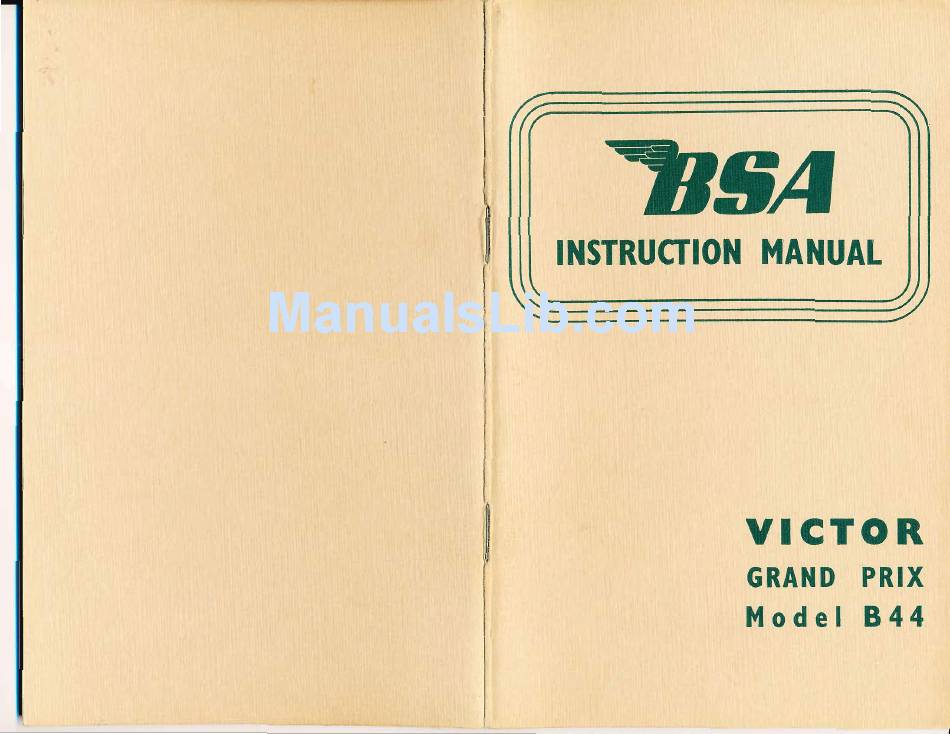 BSA
INSTRUCTION MANUAL
ManualsLib.com
VICTOR
GRAND PRIX
Model B44